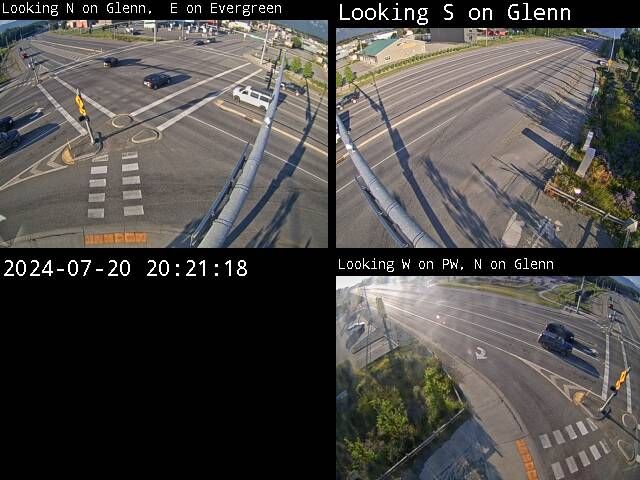 Looking N on Glenn,  E on Evergreen
Looking S on Glenn
2024-07-20 20:21:18
Looking W on PW, N on Glenn